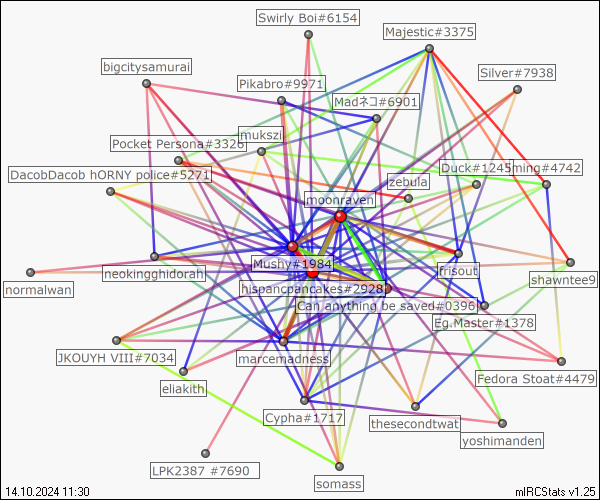 Swirly Boi#6154
Majestic#3375
bigcitysamurai
Silver#7938
Pikabro#9971
Madネコ#6901
mukszi
Pocket Persona#3326
Duck#1245
ming#4742
DacobDacob hORNY police#5271
zebula
moonraven
Mushy#1984
frisout
neokingghidorah
shawntee9
normalwan
hispancpancakes#2928
Can anything be saved#0396
Eg.Master#1378
JKOUYH VIII#7034
marcemadness
Fedora Stoat#4479
eliakith
Cypha#1717
thesecondtwat
yoshimanden
LPK2387 #7690
somass
14.10.2024 11:30
mIRCStats v1.25